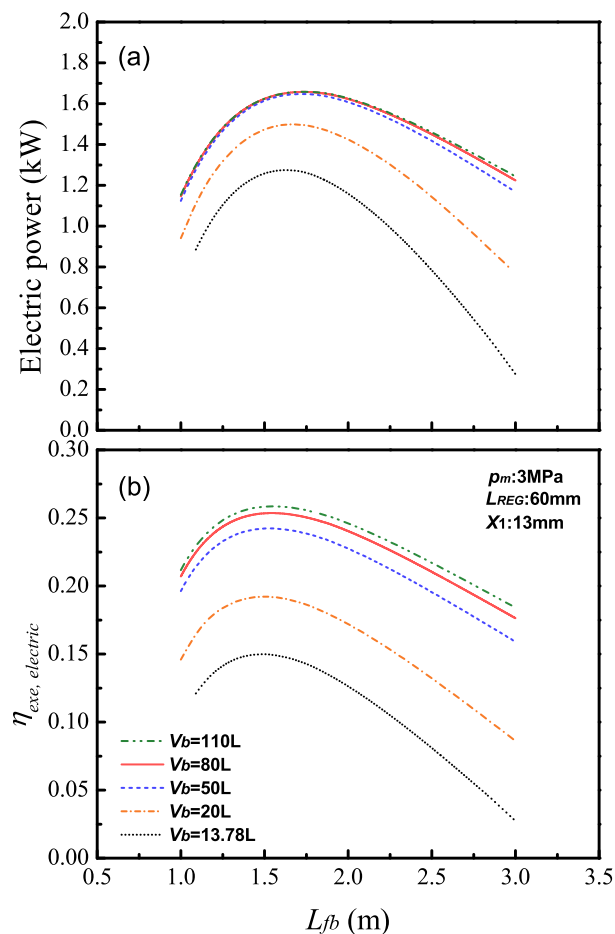 2.0
1.8
1.6
1.4
1.2
1.0
0.8
0.6
0.4
0.2
0.0
Electric power (kW)
(a)
0.30
0.25
0.20
0.15
0.10
0.05
0.00
ηexe, electric
(b)
pm:3MPa
LREG:60mm
X1:13mm
Vb=110L
Vb=80L
Vb=50L
Vb=20L
Vb=13.78L
0.5 1.0 1.5 2.0 2.5 3.0 3.5
Lfb (m)